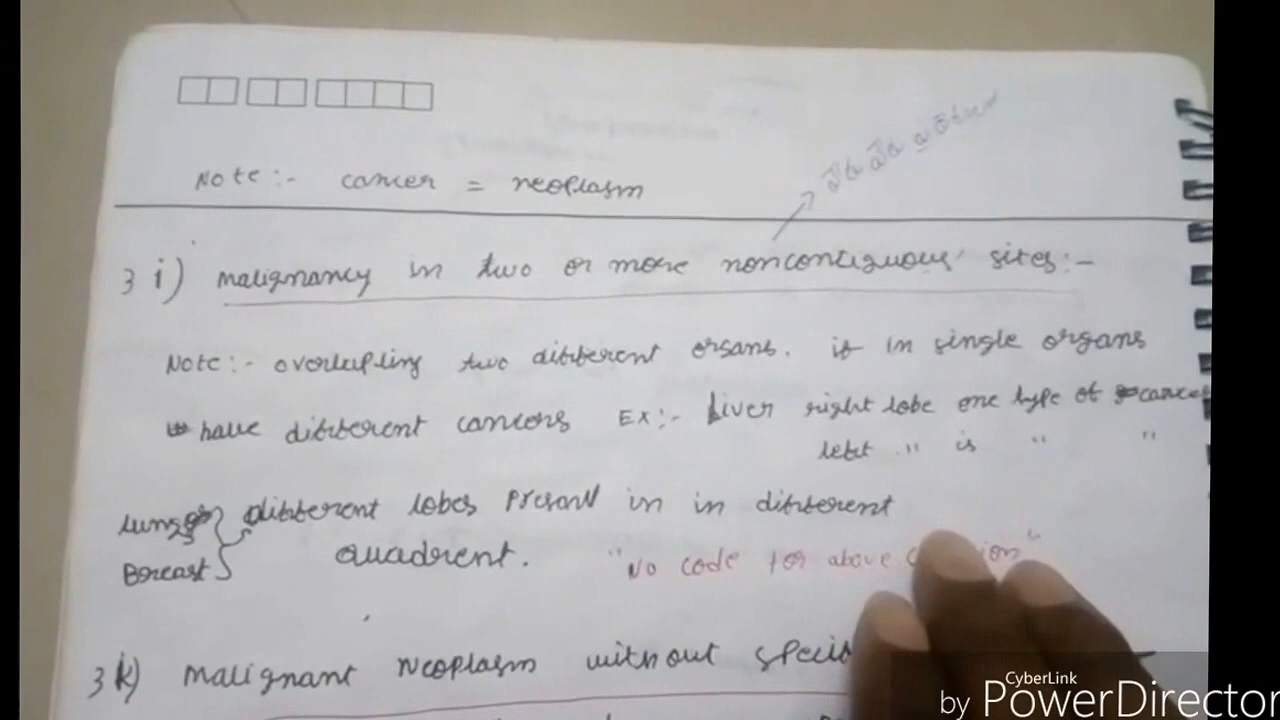 Note:- cancer = neoplasm
3 i) malignancy in two or more noncontiguous sites:-
Note:- overlapling two different organs. if in single organs
have different cancers Ex:- Liver right lobe one type of cancer
left " is " "
Lungs different lobes present in in different
Breast quadrent. "No code for above
3 k) malignant neoplasm without
CyberLink
by PowerDirector